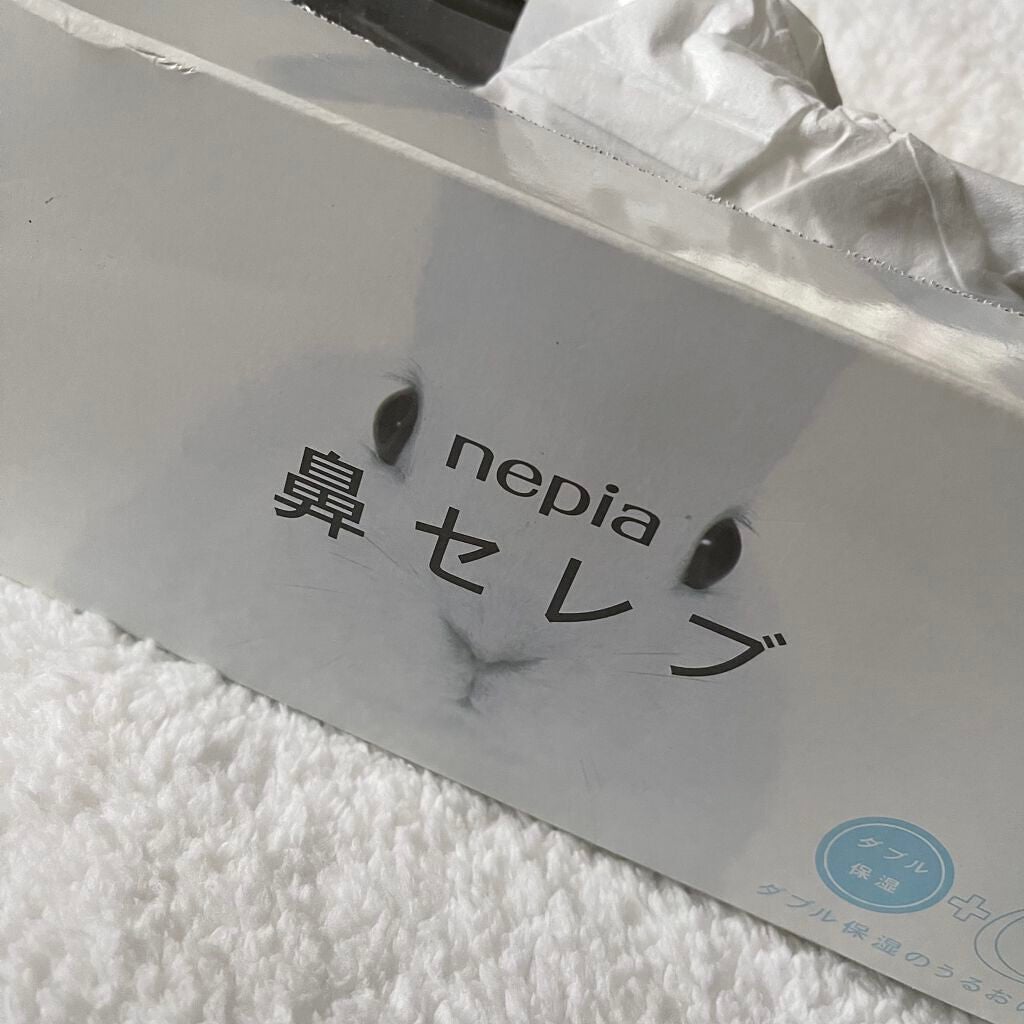 nepia
鼻セレブ
ダブル
保湿
+
ダブル保湿のうるおい